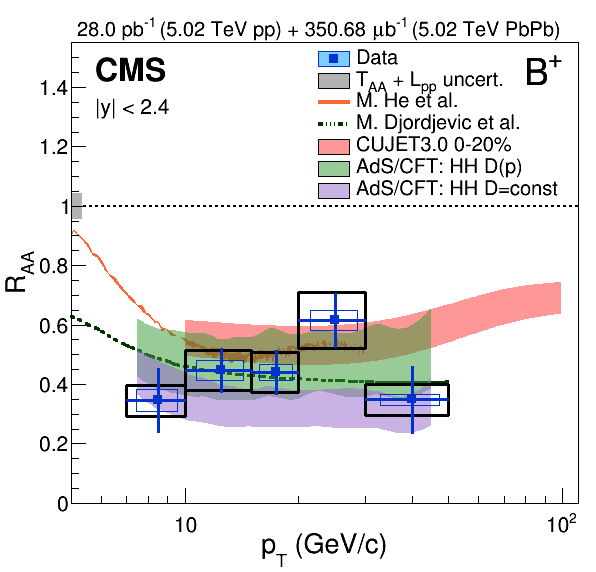 28.0 pb⁻¹ (5.02 TeV pp) + 350.68 μb⁻¹ (5.02 TeV PbPb)
CMS
B⁺
|y| < 2.4
Data
T_AA + L_pp uncert.
M. He et al.
M. Djordjevic et al.
CUJET3.0 0-20%
AdS/CFT: HH D(p)
AdS/CFT: HH D=const
R_AA
1.4
1.2
1
0.8
0.6
0.4
0.2
0
10
10²
p_T (GeV/c)